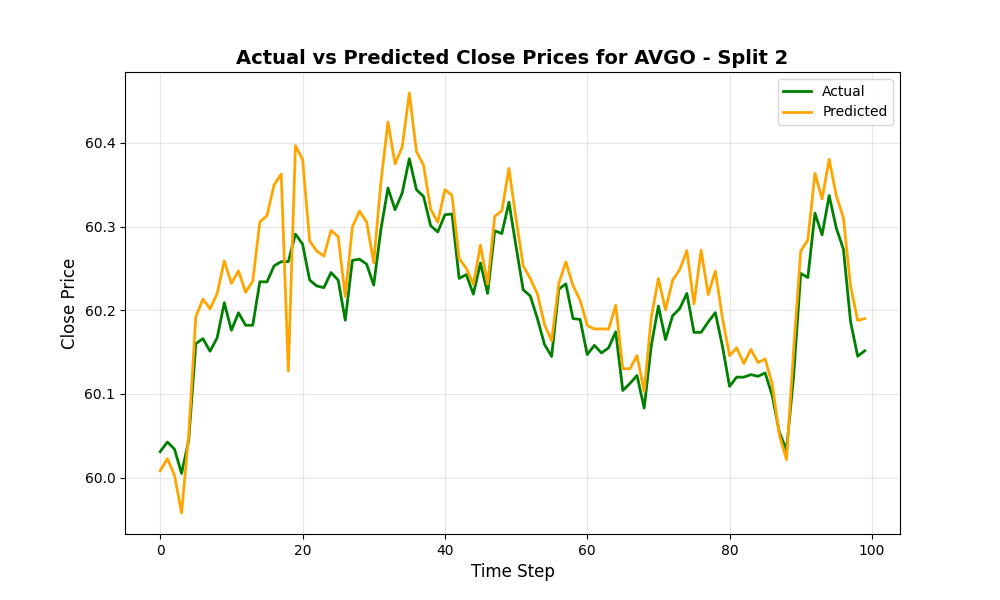 Actual vs Predicted Close Prices for AVGO - Split 2
Actual
Predicted
Close Price
60.4
60.3
60.2
60.1
60.0
0 20 40 60 80 100
Time Step